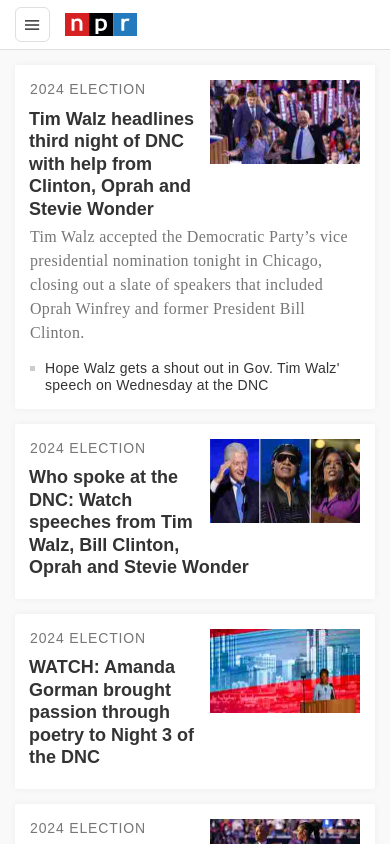 npr
2024 ELECTION
Tim Walz headlines
third night of DNC
with help from
Clinton, Oprah and
Stevie Wonder
Tim Walz accepted the Democratic Party’s vice
presidential nomination tonight in Chicago,
closing out a slate of speakers that included
Oprah Winfrey and former President Bill
Clinton.
Hope Walz gets a shout out in Gov. Tim Walz'
speech on Wednesday at the DNC
2024 ELECTION
Who spoke at the
DNC: Watch
speeches from Tim
Walz, Bill Clinton,
Oprah and Stevie Wonder
2024 ELECTION
WATCH: Amanda
Gorman brought
passion through
poetry to Night 3 of
the DNC
2024 ELECTION